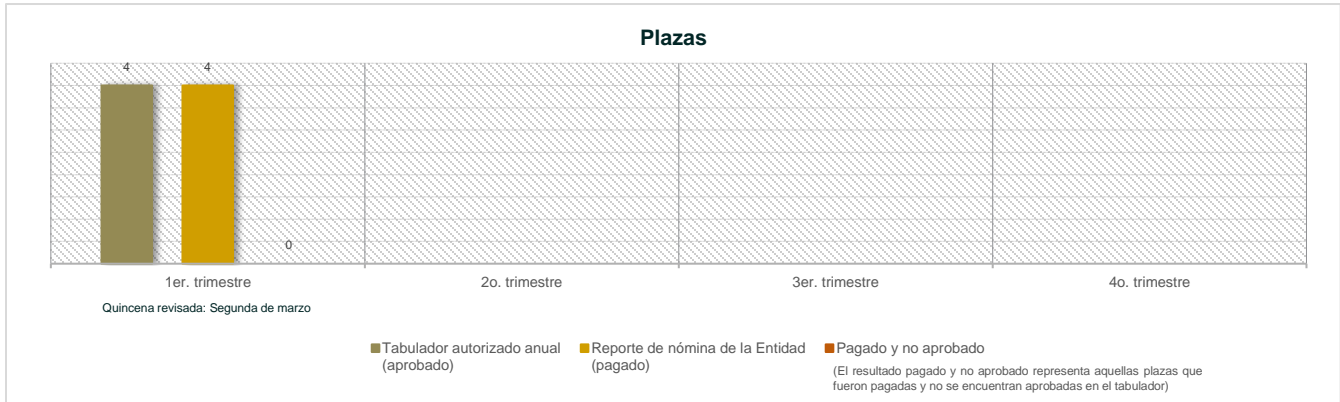 Plazas
4
4
0
1er. trimestre
2o. trimestre
3er. trimestre
4o. trimestre
Quincena revisada: Segunda de marzo
Tabulador autorizado anual
(aprobado)
Reporte de nómina de la Entidad
(pagado)
Pagado y no aprobado
(El resultado pagado y no aprobado representa aquellas plazas que
fueron pagadas y no se encuentran aprobadas en el tabulador)